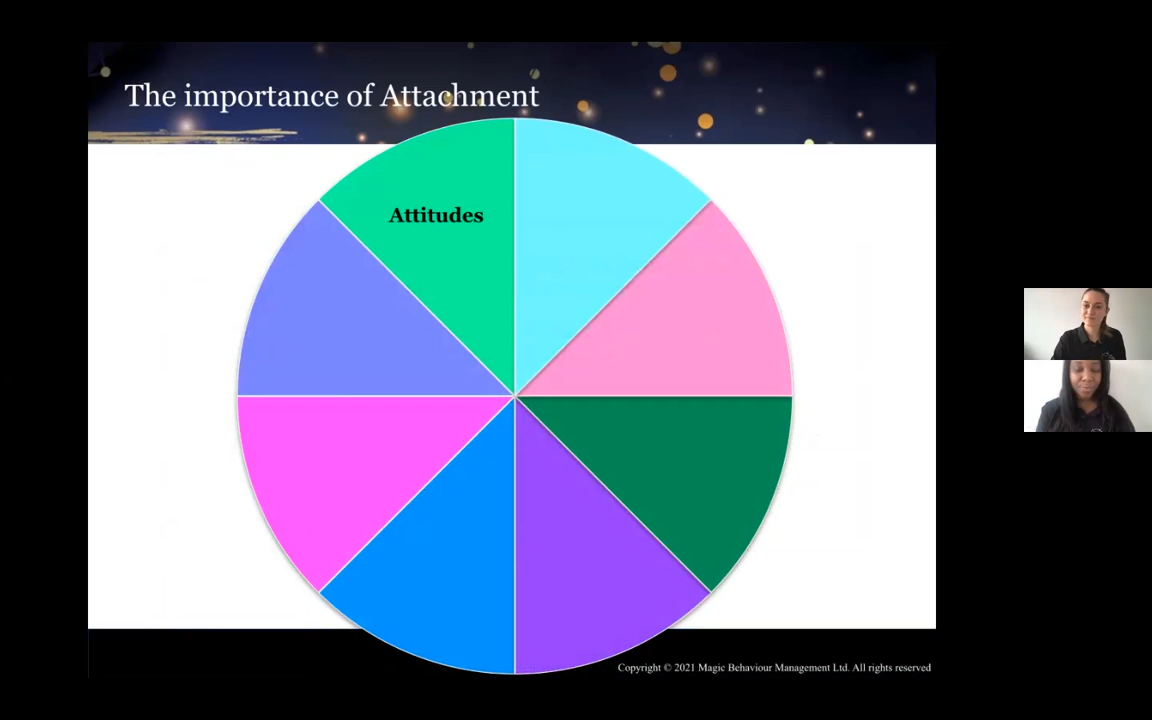 The importance of Attachment
Attitudes
Copyright © 2021 Magic Behaviour Management Ltd. All rights reserved